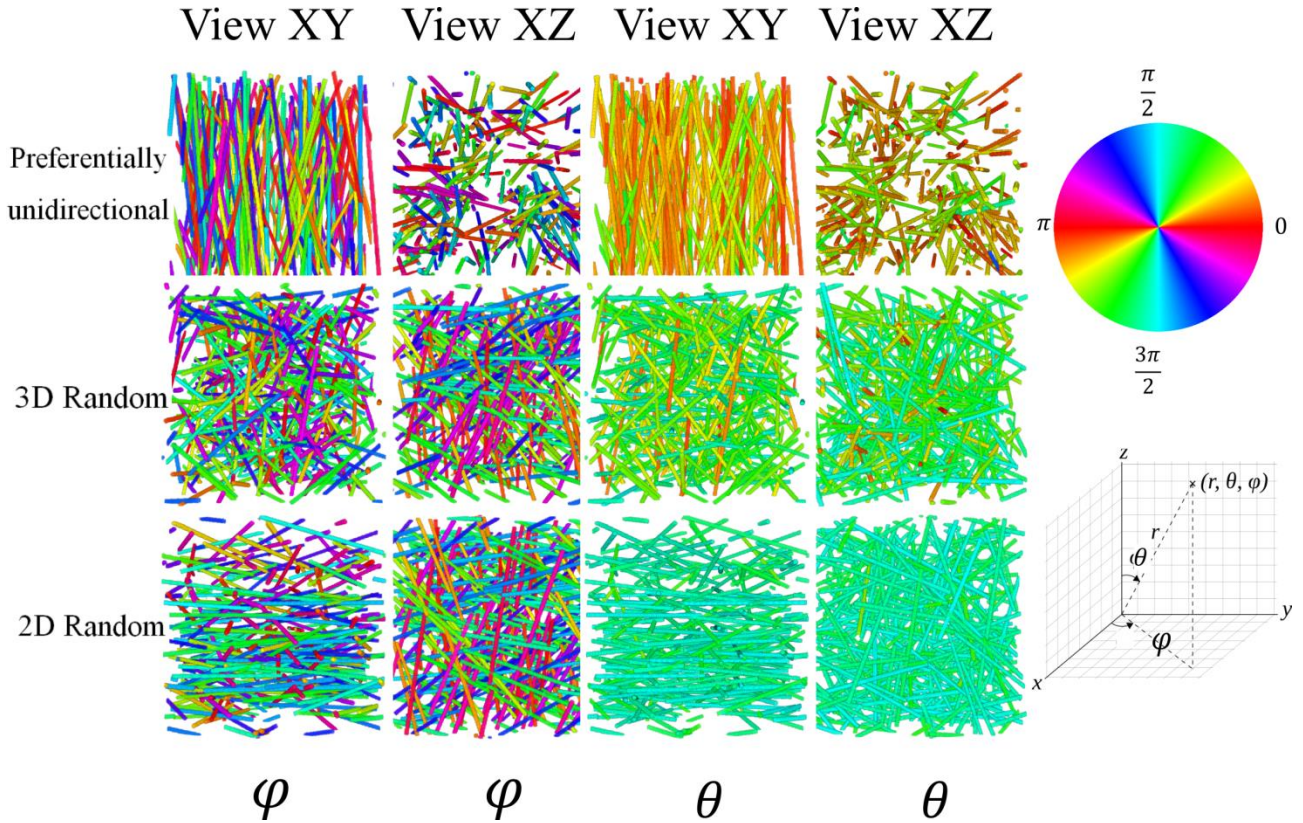 View XY View XZ View XY View XZ
Preferentially
unidirectional
3D Random
2D Random
φ φ θ θ
π/2
π 0
3π/2
z
(r, θ, φ)
r
θ
y
φ
x